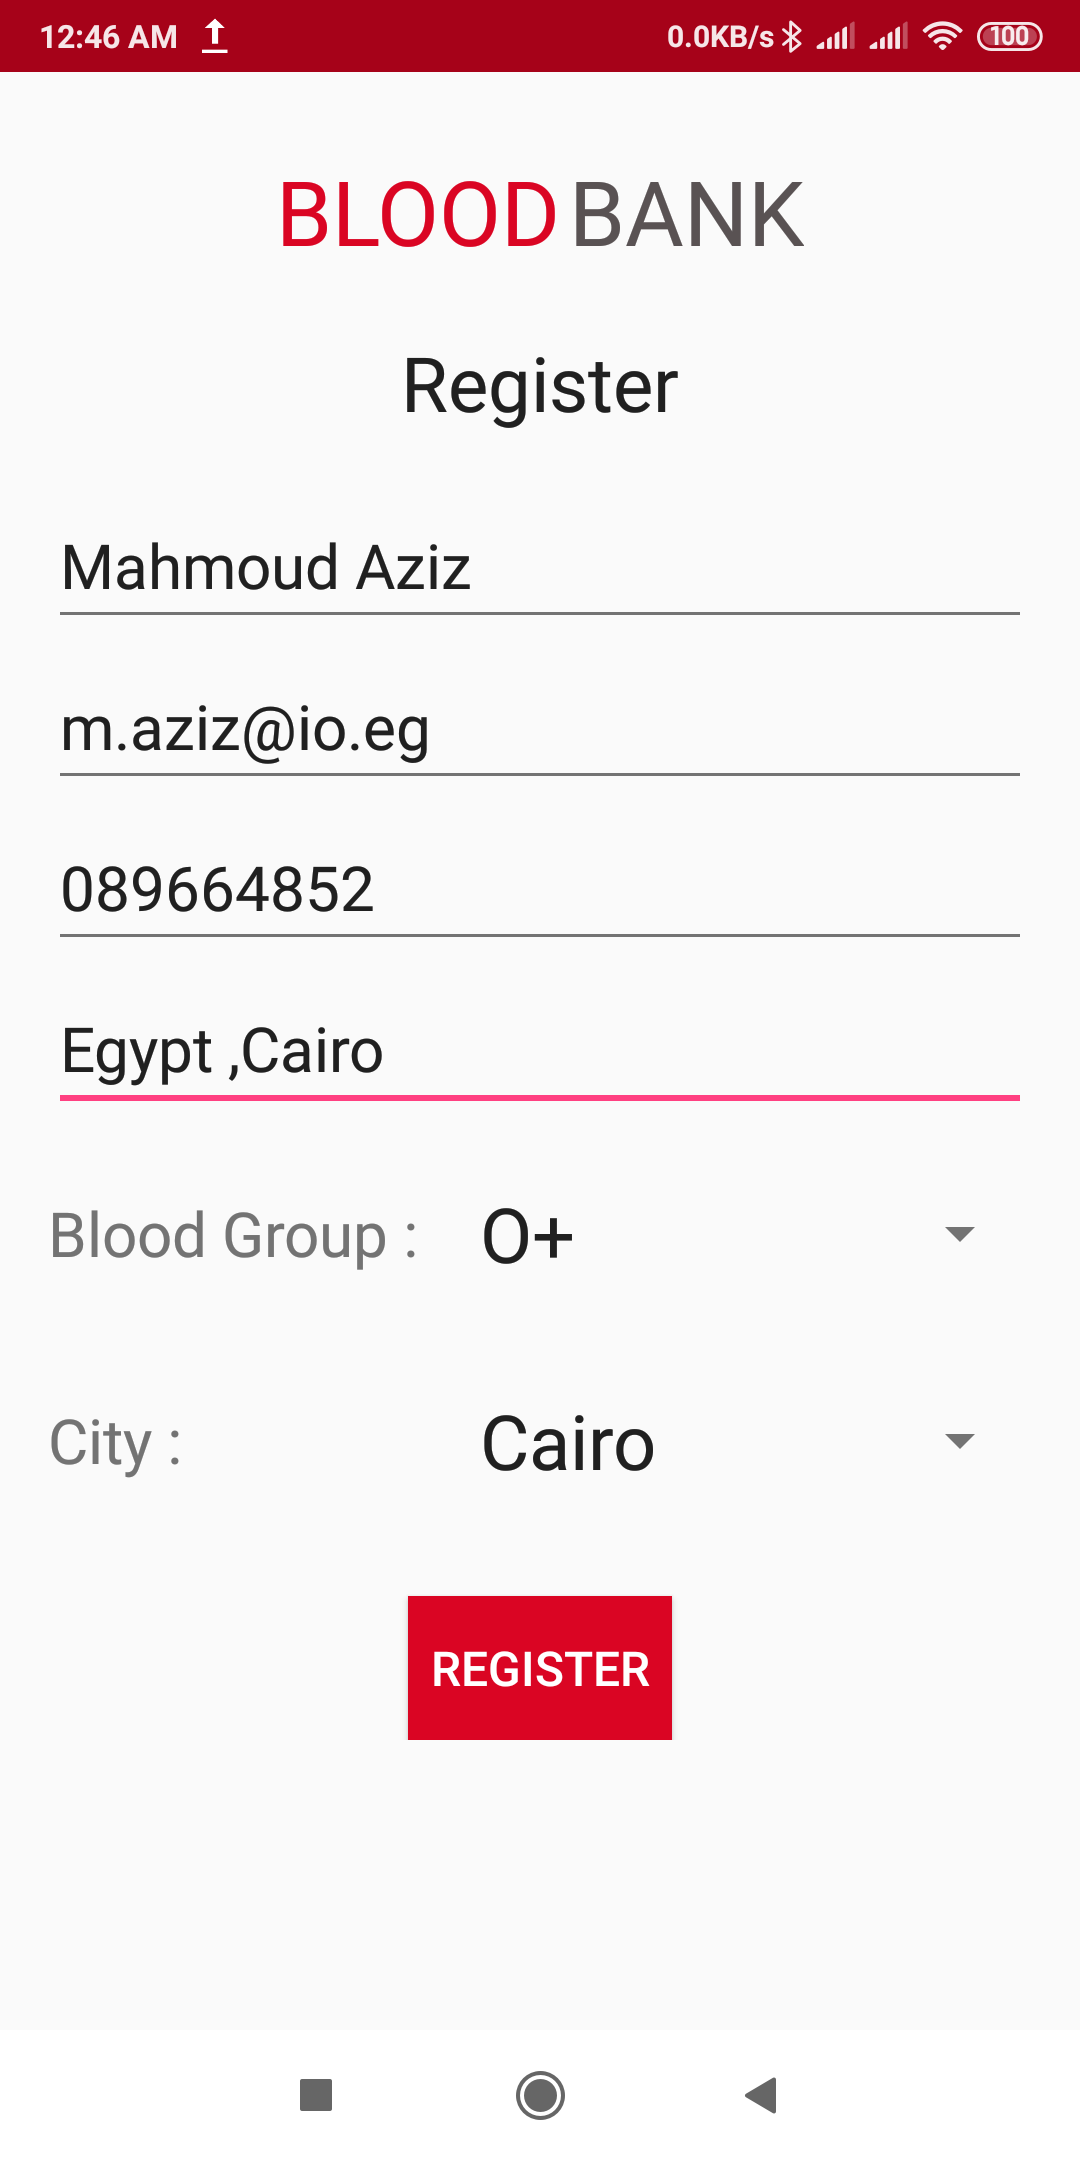 12:46 AM 0.0KB/s 100
BLOOD BANK
Register
Mahmoud Aziz
m.aziz@io.eg
089664852
Egypt ,Cairo
Blood Group : O+
City : Cairo
REGISTER